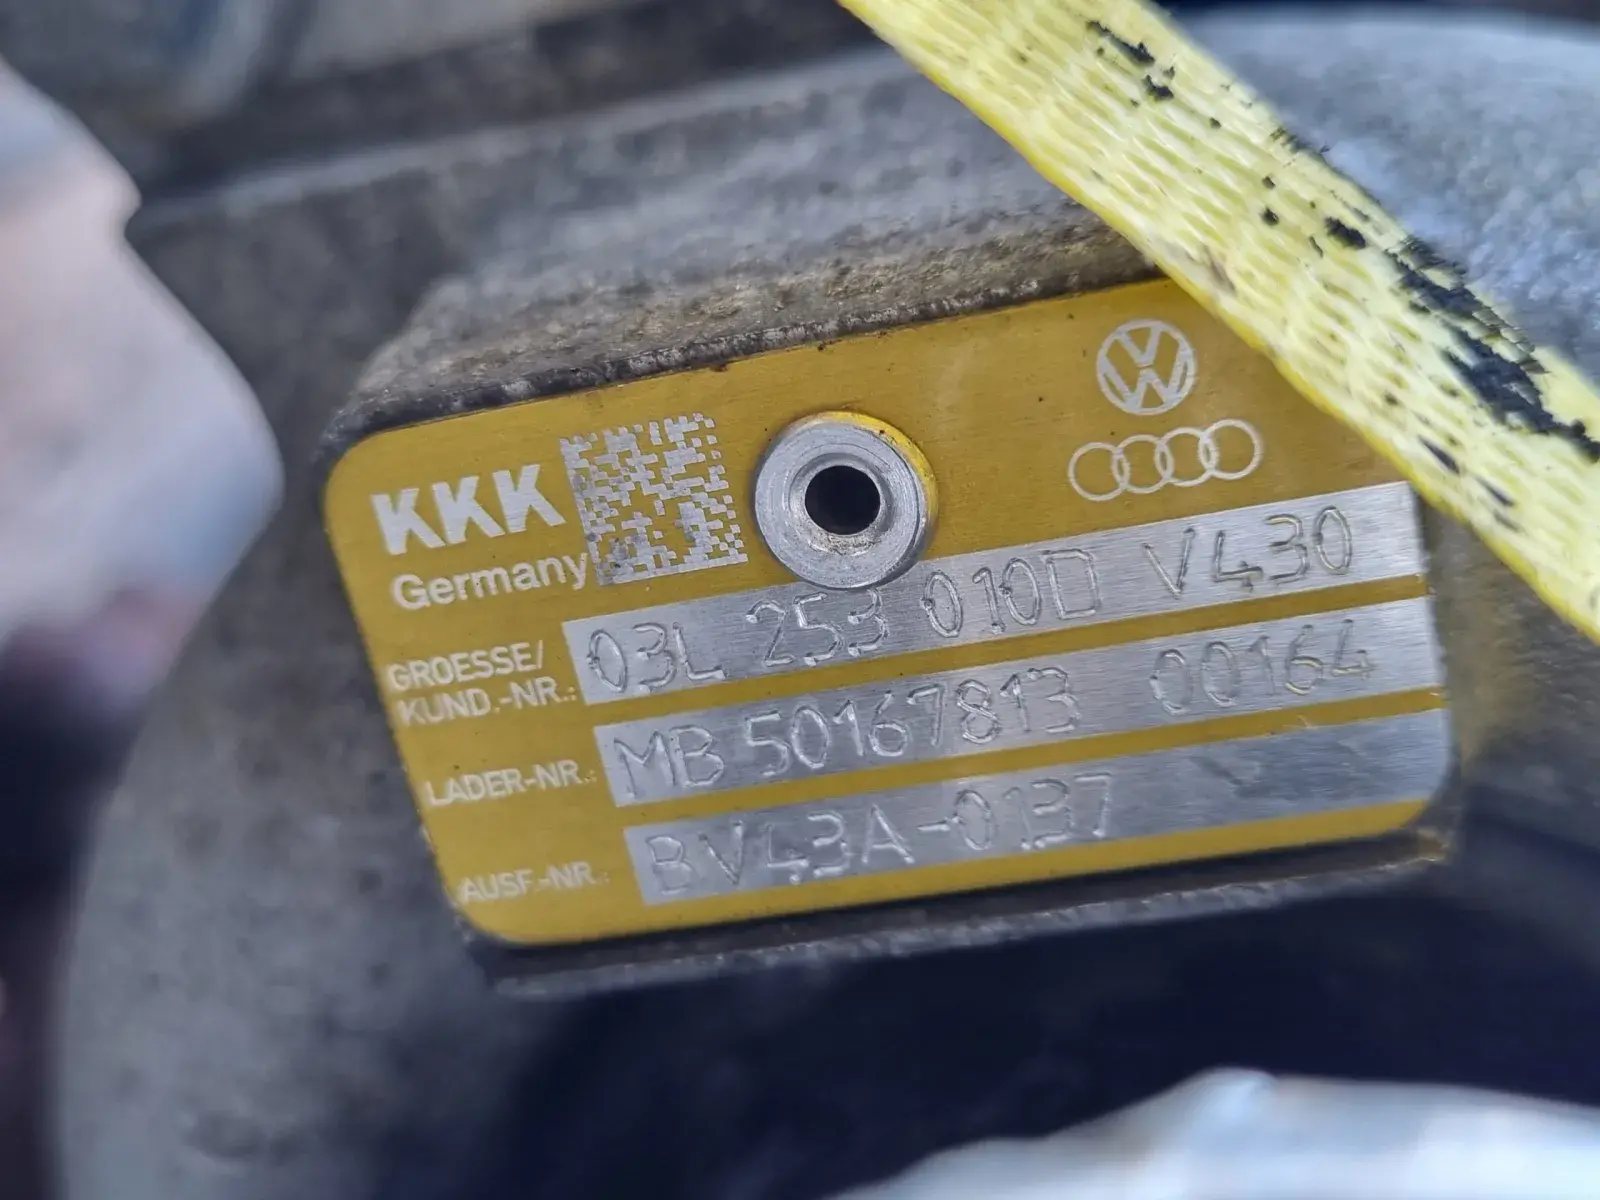 KKK
Germany
GROESSE/
KUND.-NR.: 03L 253 010D V430
LADER-NR.: MB 50167813 00164
AUSF.-NR.: BV43A-0137